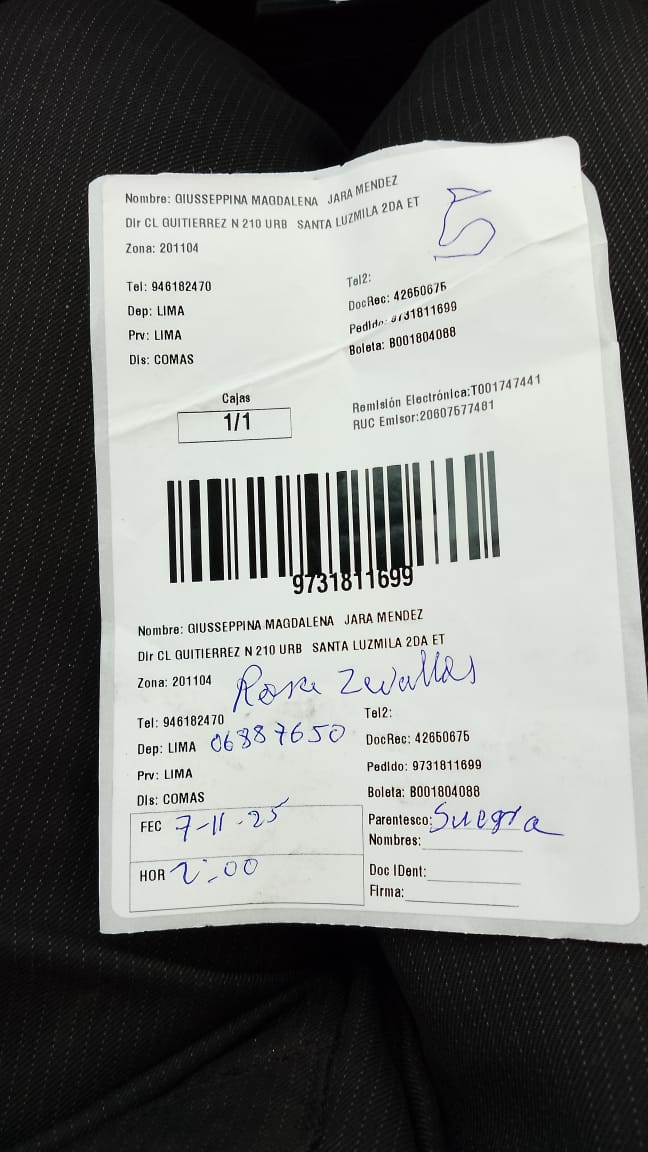 Nombre: GIUSSEPPINA MAGDALENA JARA MENDEZ
Dir CL GUITIERREZ N 210 URB SANTA LUZMILA 2DA ET
Zona: 201104
5
Tel: 946182470
Tel2:
Dep: LIMA
DocRec: 42650675
Prv: LIMA
Pedido: 9731811699
Dis: COMAS
Boleta: B001804088
Cajas
1/1
Remisión Electrónica:T001747441
RUC Emisor:20607577481
9731811699
Nombre: GIUSSEPPINA MAGDALENA JARA MENDEZ
Dir CL GUITIERREZ N 210 URB SANTA LUZMILA 2DA ET
Zona: 201104
Rosa Zevallos
Tel: 946182470
Tel2:
Dep: LIMA 06887650
DocRec: 42650675
Prv: LIMA
Pedido: 9731811699
Dis: COMAS
Boleta: B001804088
FEC 7-11-25
Parentesco: Suegra
Nombres:
HOR 2:00
Doc IDent:
Firma: